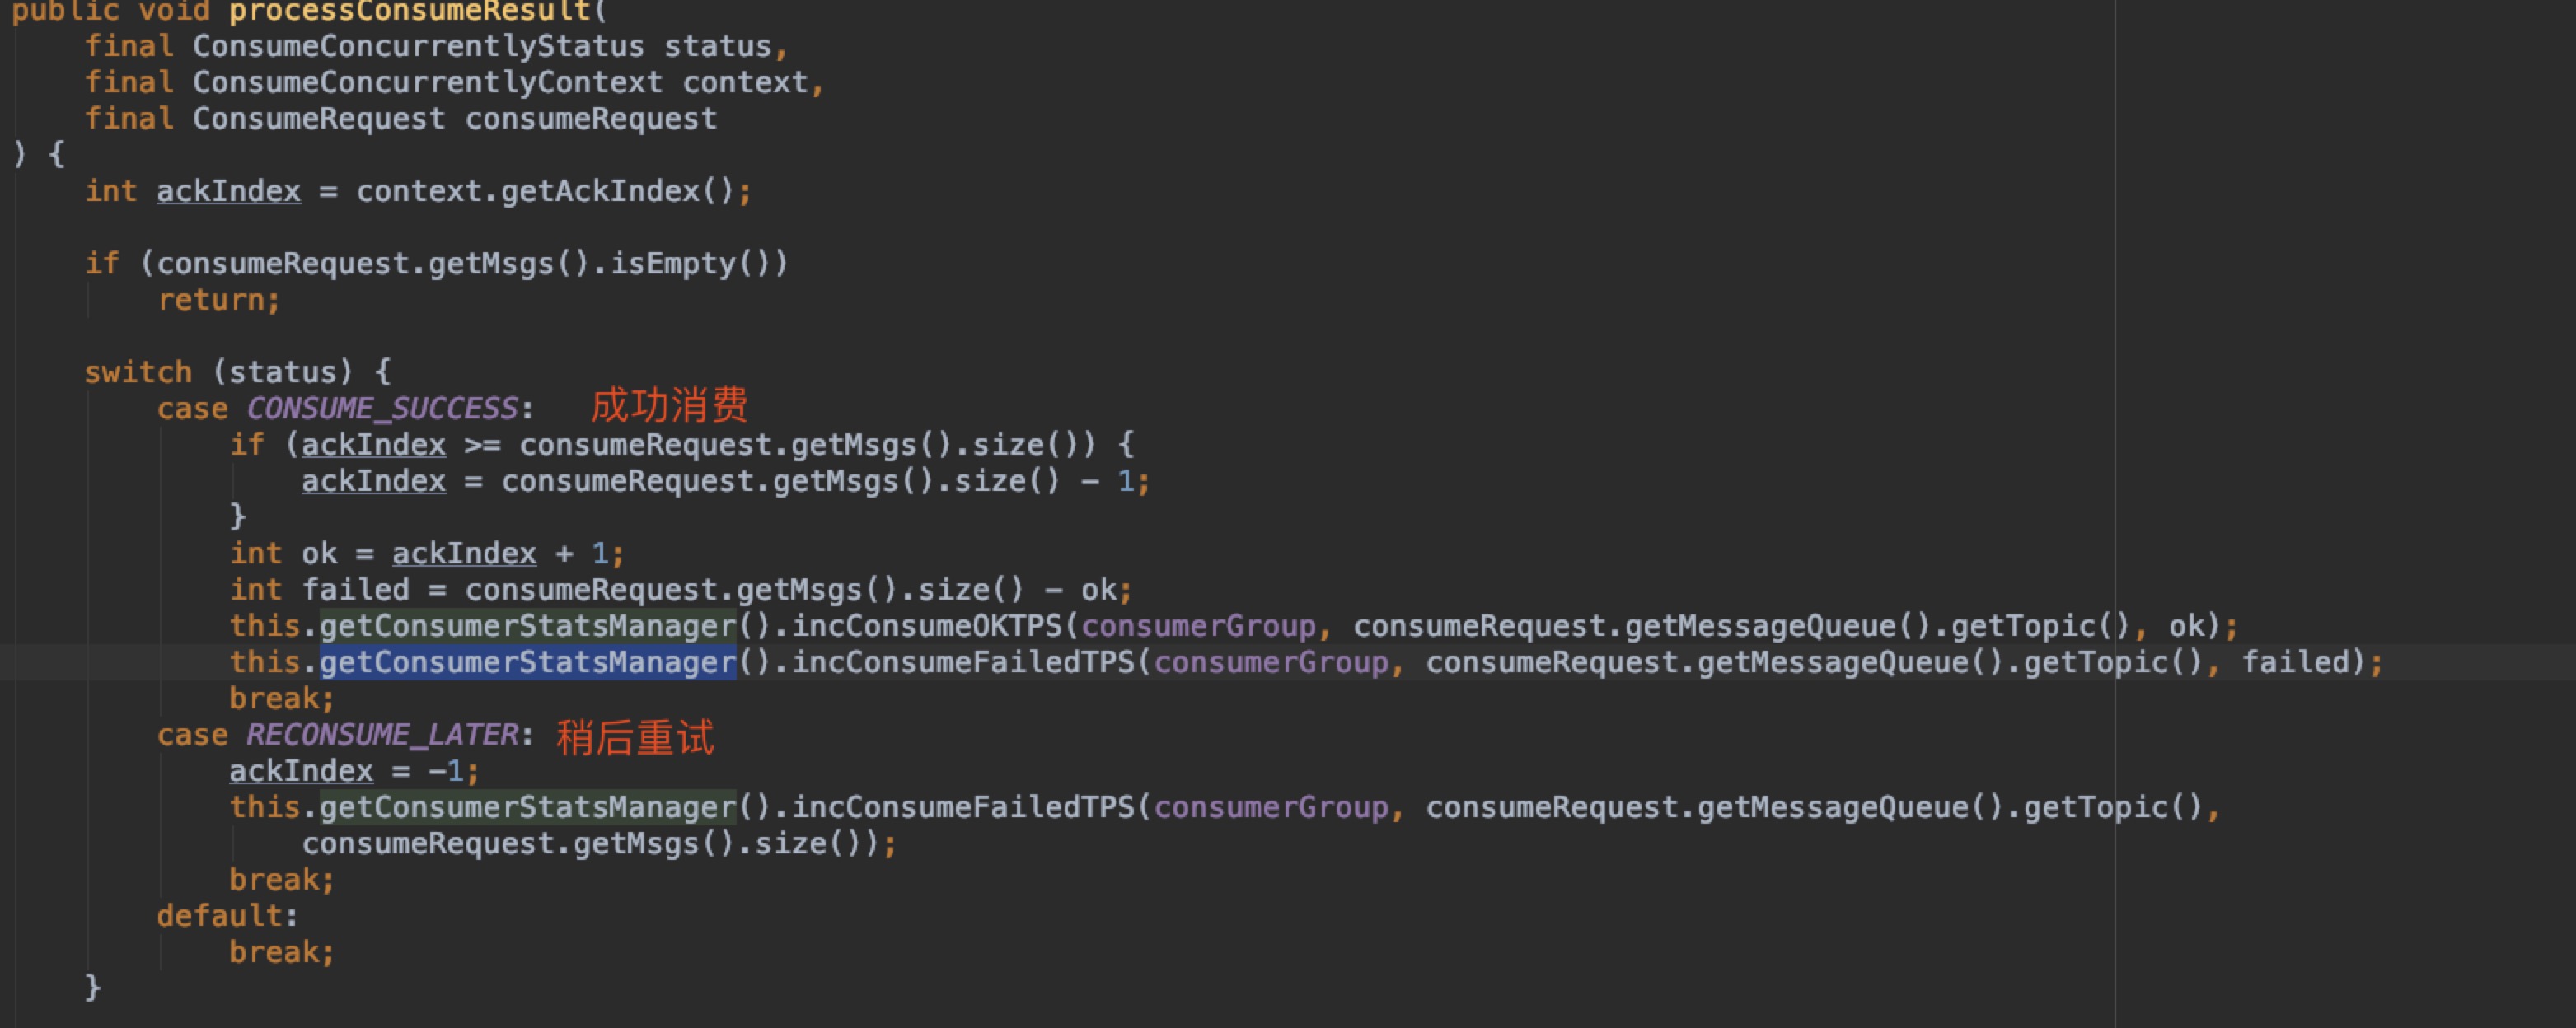 public void processConsumeResult(
    final ConsumeConcurrentlyStatus status,
    final ConsumeConcurrentlyContext context,
    final ConsumeRequest consumeRequest
) {
    int ackIndex = context.getAckIndex();

    if (consumeRequest.getMsgs().isEmpty())
        return;

    switch (status) {
        case CONSUME_SUCCESS: 成功消费
            if (ackIndex >= consumeRequest.getMsgs().size()) {
                ackIndex = consumeRequest.getMsgs().size() - 1;
            }
            int ok = ackIndex + 1;
            int failed = consumeRequest.getMsgs().size() - ok;
            this.getConsumerStatsManager().incConsumeOKTPS(consumerGroup, consumeRequest.getMessageQueue().getTopic(), ok);
            this.getConsumerStatsManager().incConsumeFailedTPS(consumerGroup, consumeRequest.getMessageQueue().getTopic(), failed);
            break;
        case RECONSUME_LATER: 稍后重试
            ackIndex = -1;
            this.getConsumerStatsManager().incConsumeFailedTPS(consumerGroup, consumeRequest.getMessageQueue().getTopic(),
                consumeRequest.getMsgs().size());
            break;
        default:
            break;
    }